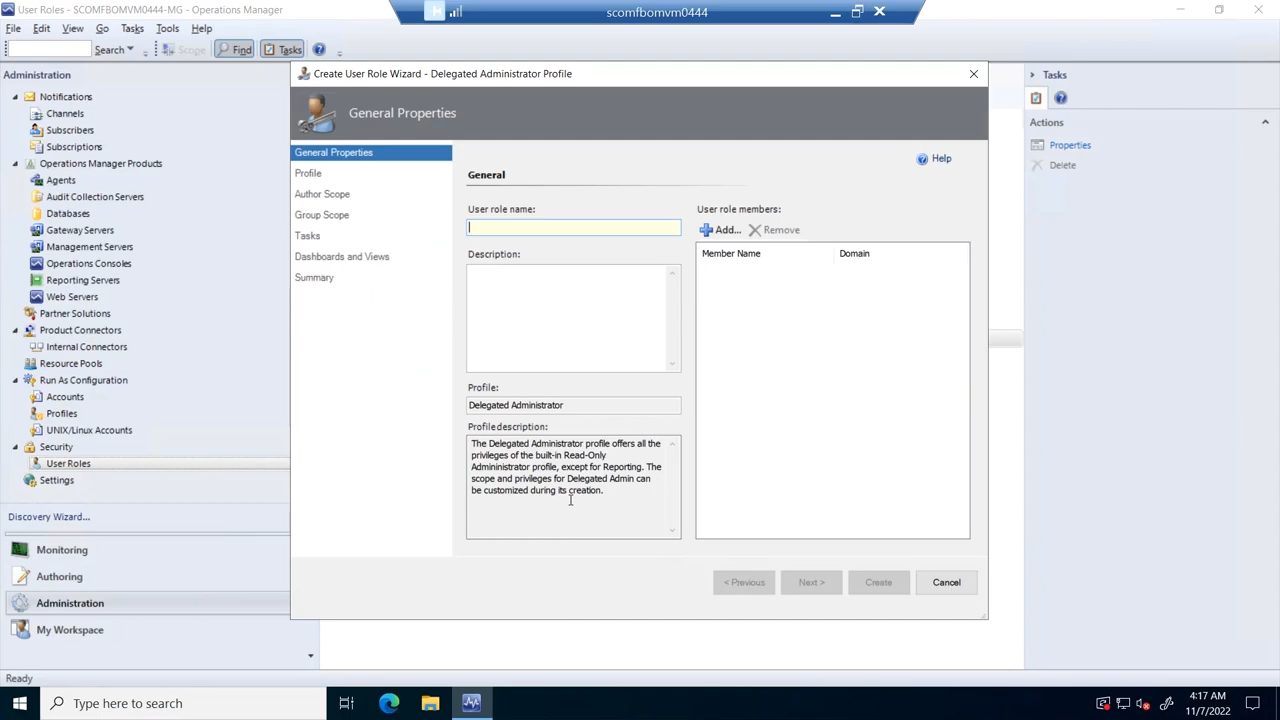 User Roles - SCOMFBOMVM0444-MG - Operations Manager
scomfbomvm0444
File Edit View Go Tasks Tools Help
Search Scope Find Tasks
Administration
Notifications
Channels
Subscribers
Subscriptions
Operations Manager Products
Agents
Audit Collection Servers
Databases
Gateway Servers
Management Servers
Operations Consoles
Reporting Servers
Web Servers
Partner Solutions
Product Connectors
Internal Connectors
Resource Pools
Run As Configuration
Accounts
Profiles
UNIX/Linux Accounts
Security
User Roles
Settings
Discovery Wizard...
Monitoring
Authoring
Administration
My Workspace
Create User Role Wizard - Delegated Administrator Profile
General Properties
General Properties
Profile
Author Scope
Group Scope
Tasks
Dashboards and Views
Summary
Help
General
User role name:
Description:
Profile:
Delegated Administrator
Profile description:
The Delegated Administrator profile offers all the
privileges of the built-in Read-Only
Admininistrator profile, except for Reporting. The
scope and privileges for Delegated Admin can
be customized during its creation.
User role members:
Add... Remove
Member Name Domain
< Previous Next > Create Cancel
Tasks
Actions
Properties
Delete
Ready
Type here to search
4:17 AM
11/7/2022